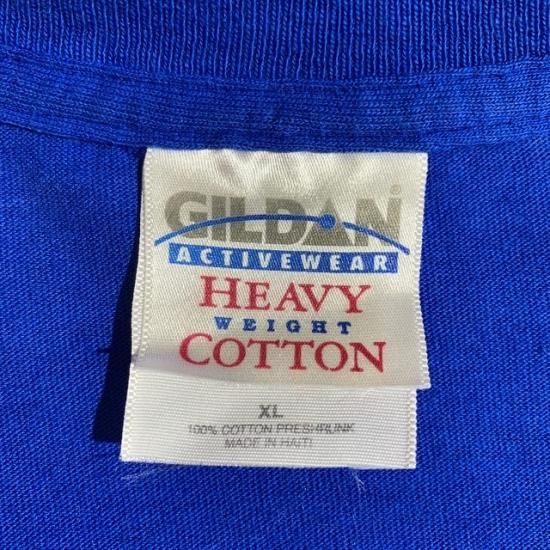 GILDAN®
ACTIVEWEAR
HEAVY
WEIGHT
COTTON
XL
100% COTTON PRESHRUNK
MADE IN HAITI